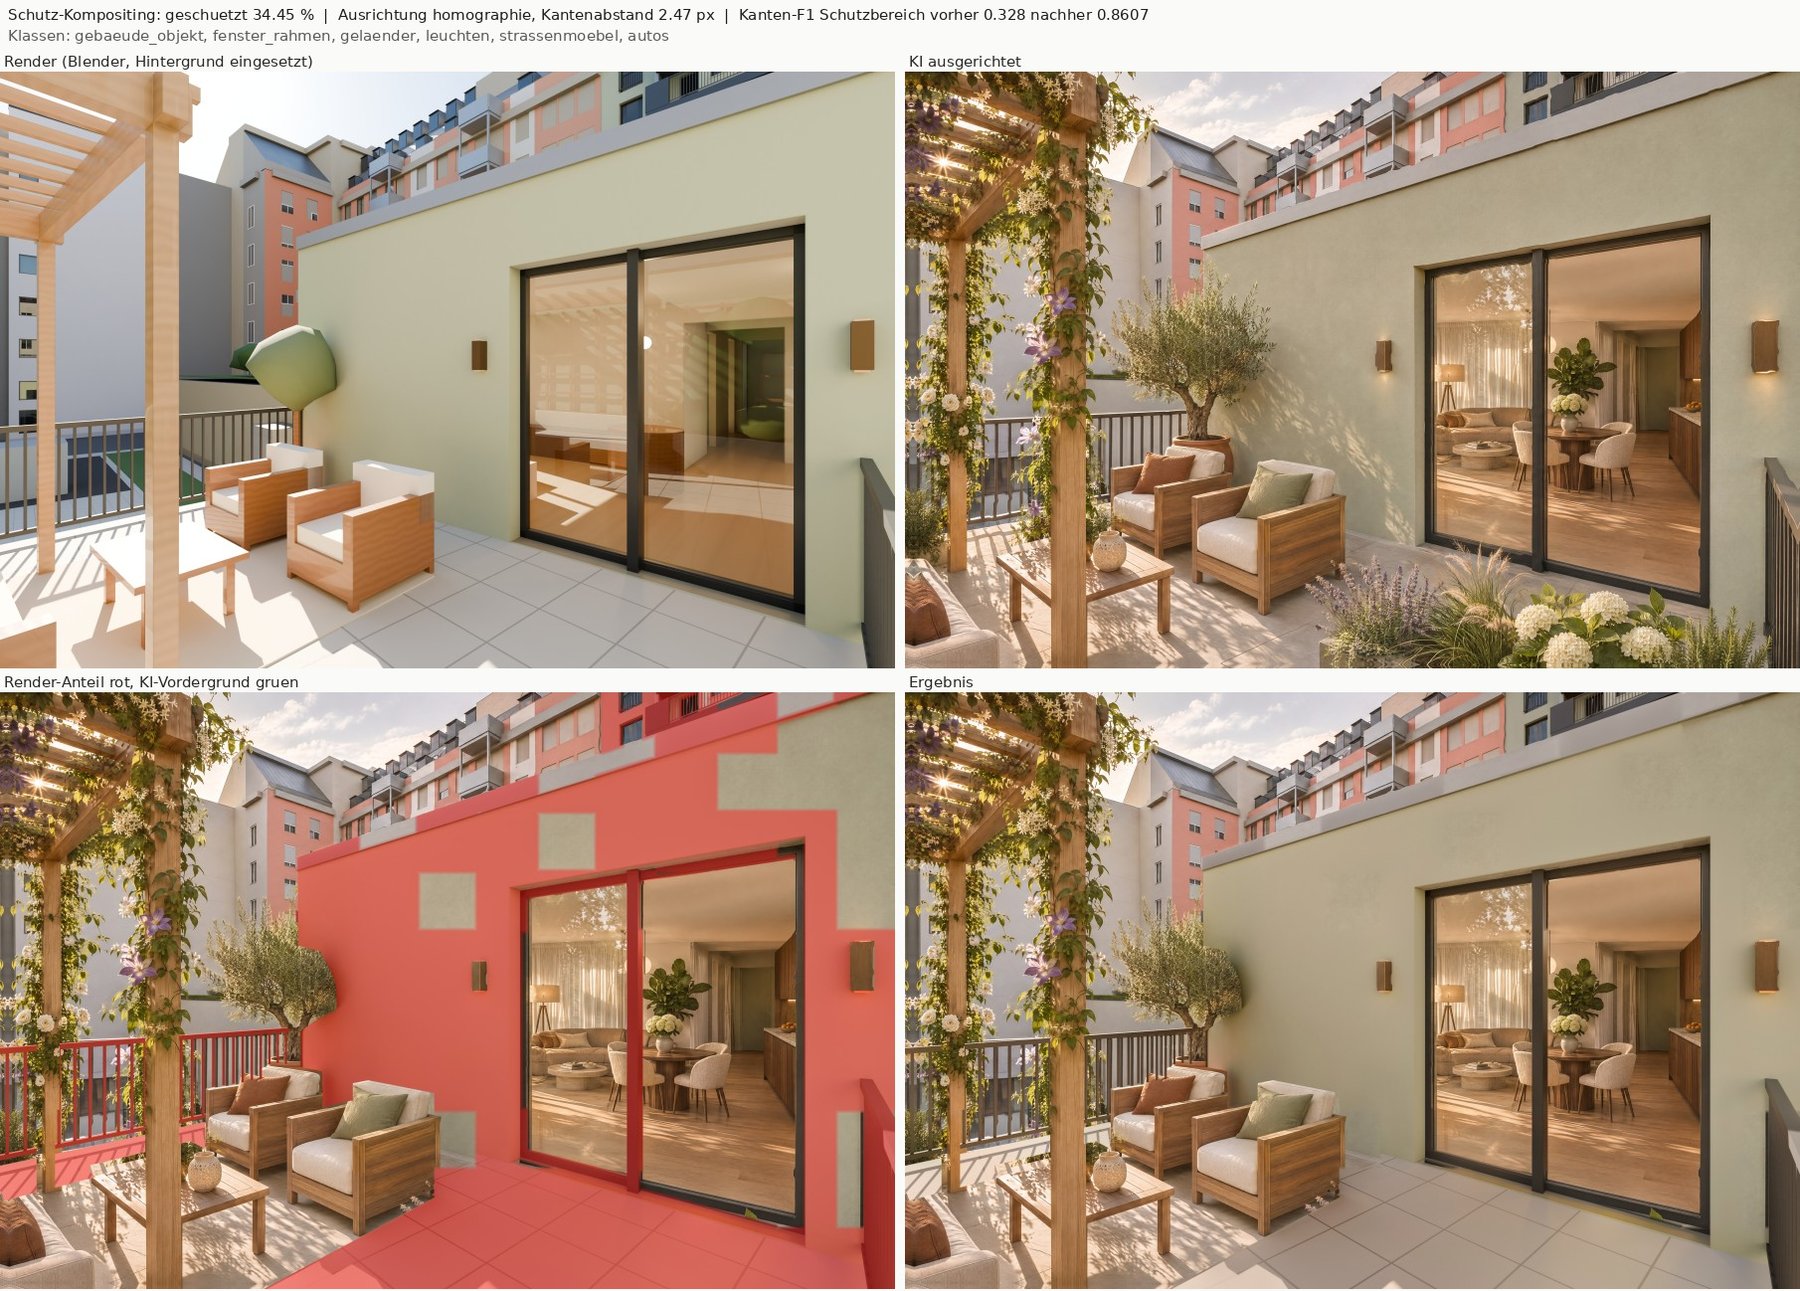 Schutz-Kompositing: geschuetzt 34.45 % | Ausrichtung homographie, Kantenabstand 2.47 px | Kanten-F1 Schutzbereich vorher 0.328 nachher 0.8607
Klassen: gebaeude_objekt, fenster_rahmen, gelaender, leuchten, strassenmoebel, autos
Render (Blender, Hintergrund eingesetzt)
KI ausgerichtet
Render-Anteil rot, KI-Vordergrund gruen
Ergebnis